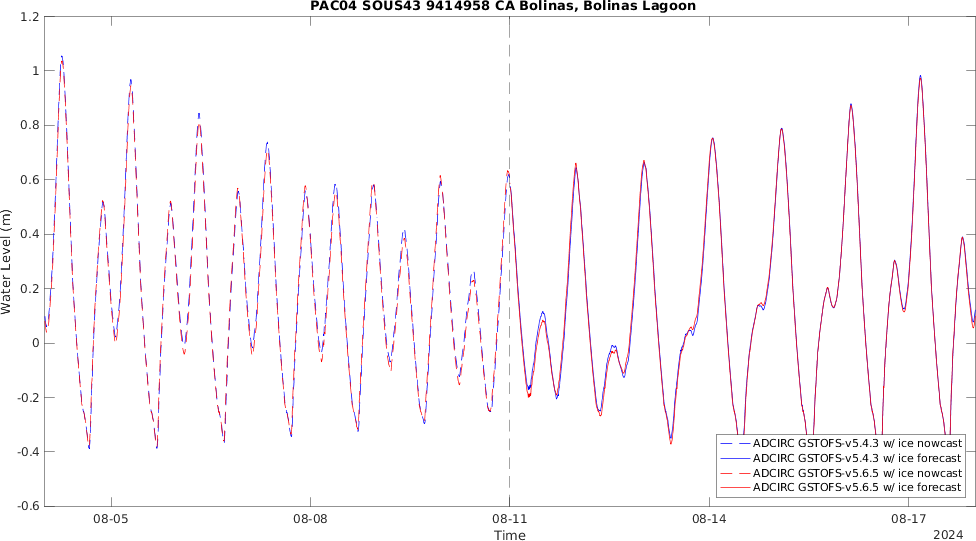 PAC04 SOUS43 9414958 CA Bolinas, Bolinas Lagoon
1.2
1
0.8
0.6
0.4
0.2
0
-0.2
-0.4
-0.6
Water Level (m)
08-05
08-08
08-11
08-14
08-17
Time
2024
ADCIRC GSTOFS-v5.4.3 w/ ice nowcast
ADCIRC GSTOFS-v5.4.3 w/ ice forecast
ADCIRC GSTOFS-v5.6.5 w/ ice nowcast
ADCIRC GSTOFS-v5.6.5 w/ ice forecast